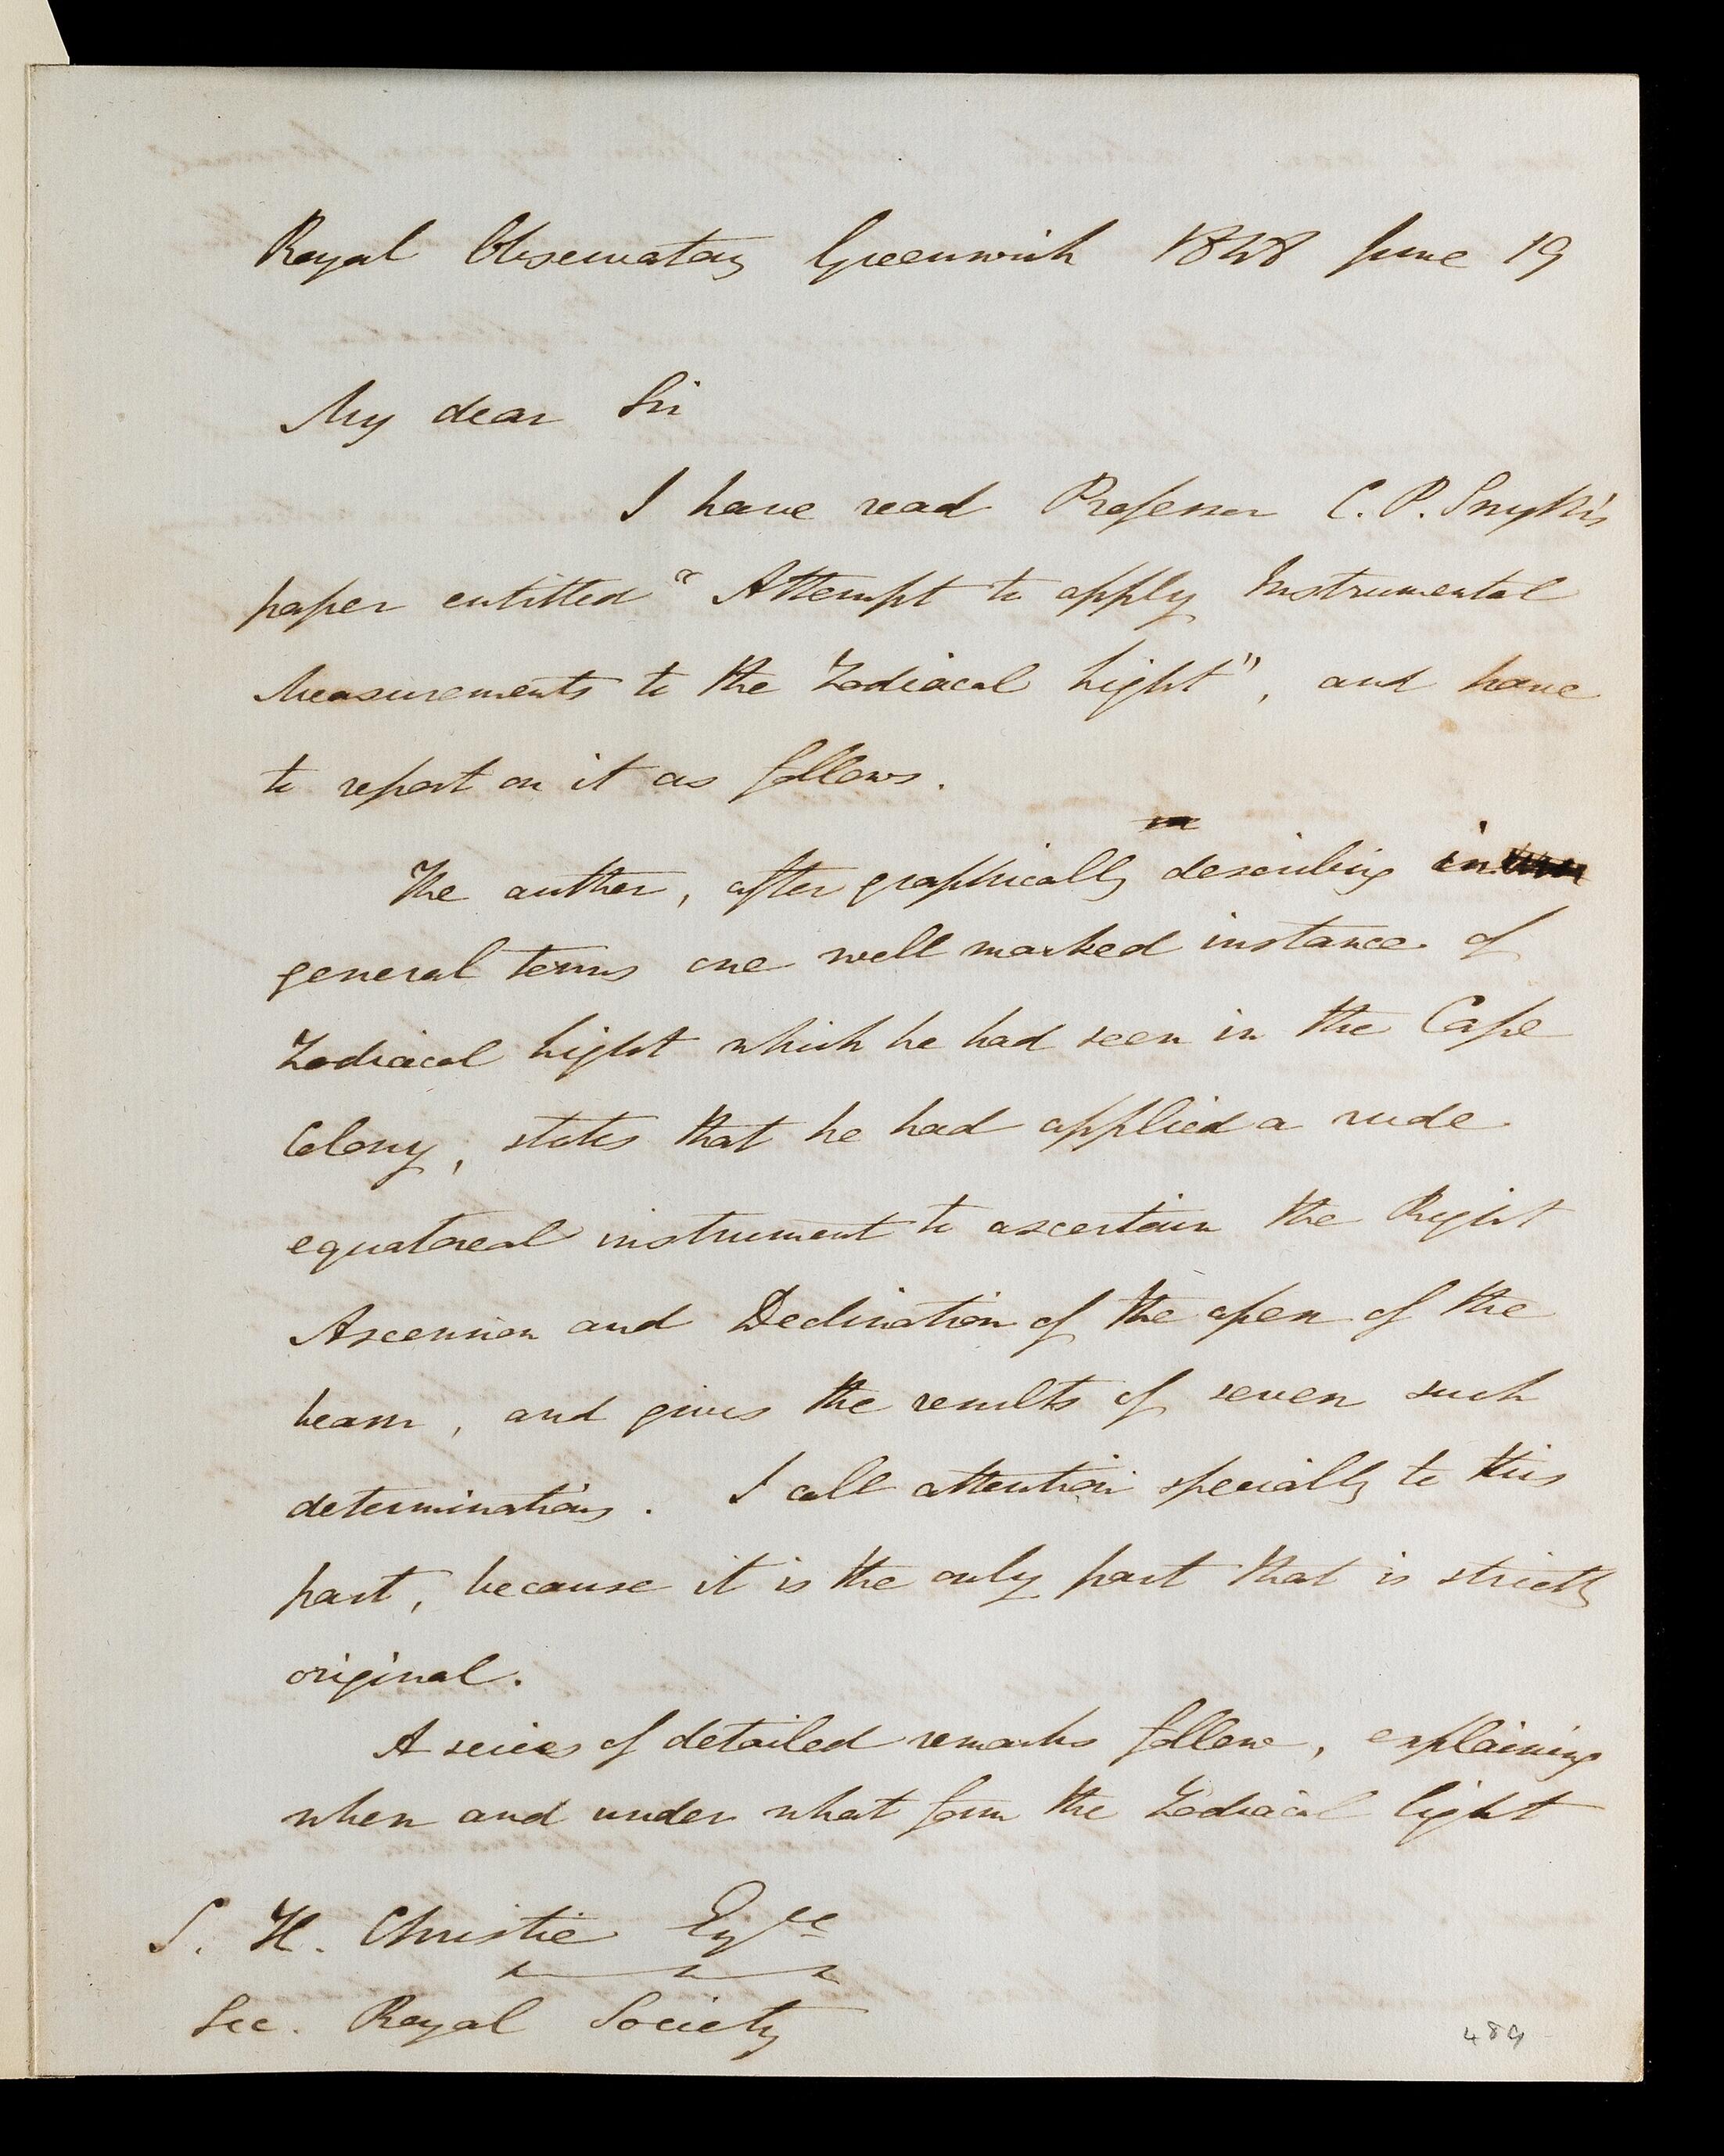 Royal Observatory Greenwich 1848 June 19
My dear Sir
I have read Professor C. P. Smyth's
paper entitled "Attempt to apply Instrumental
Measurements to the Zodiacal Light", and have
to report on it as follows.
The author, after graphically describing in
general terms one well marked instance of
Zodiacal Light which he had seen in the Cape
Colony, states that he had applied a rude
equatoreal instrument to ascertain the Right
Ascension and Declination of the apex of the
beam, and gives the results of seven such
determinations. I call attention specially to this
part, because it is the only part that is strictly
original.
A series of detailed remarks follow, explaining
when and under what form the Zodiacal light
S. H. Christie Esqre
Sec. Royal Society
489